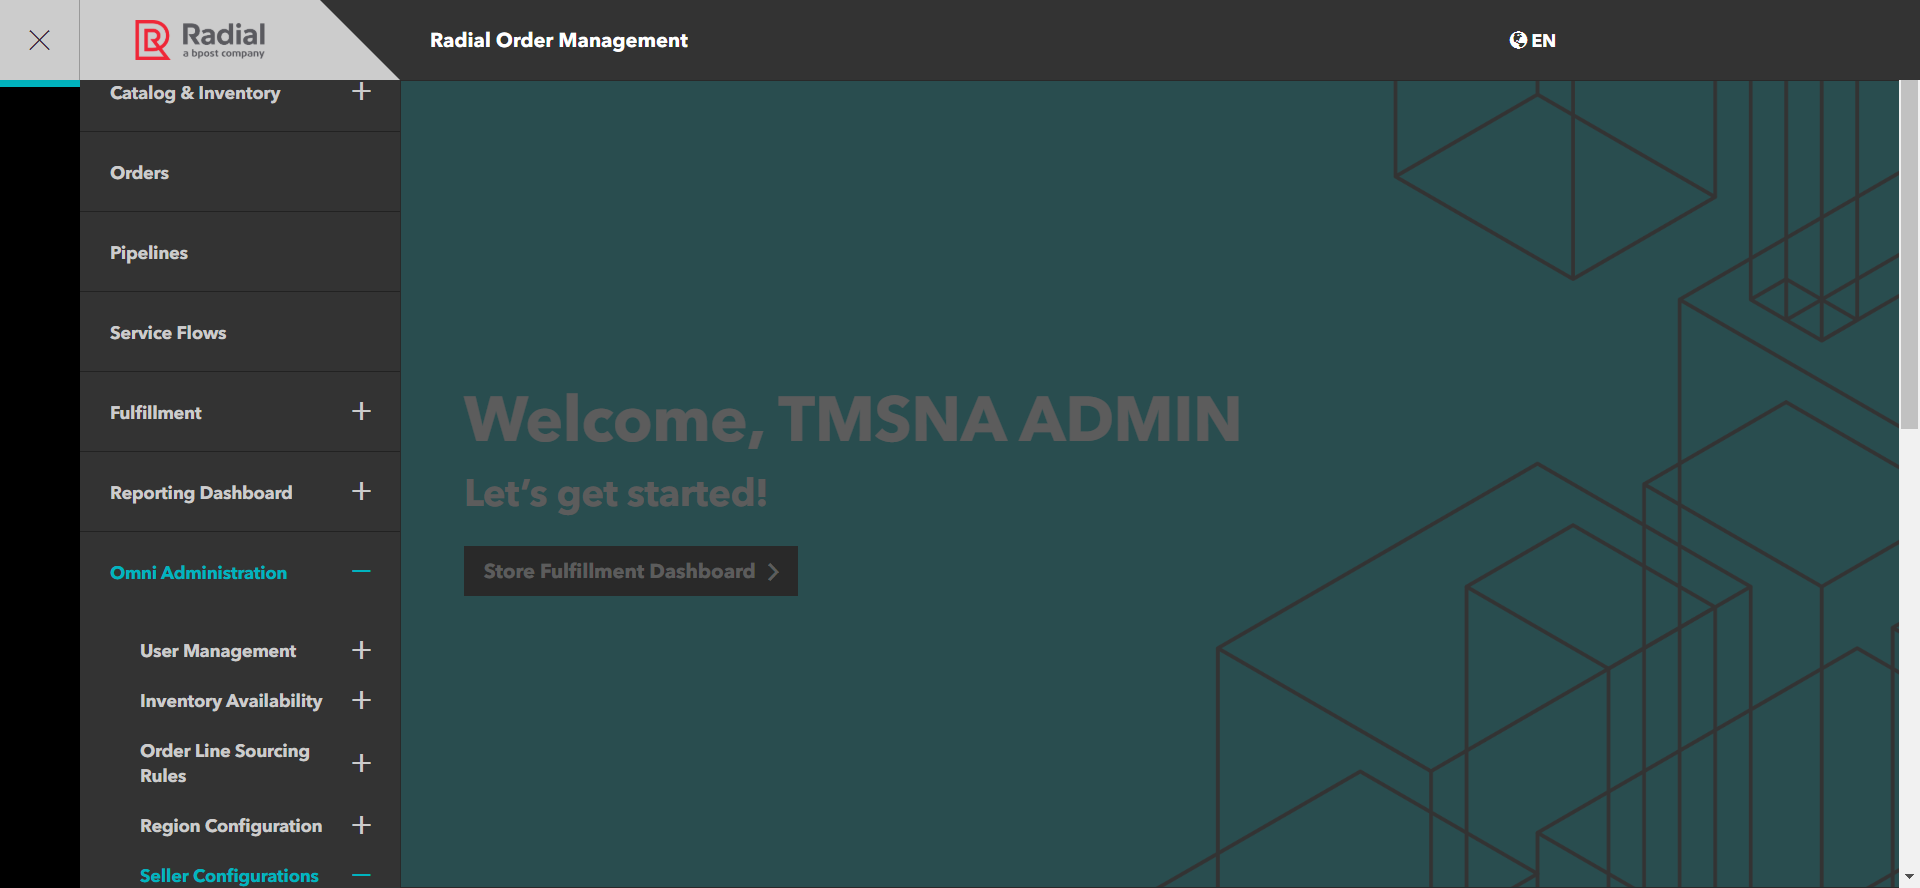 Radial
a bpost company
Radial Order Management
EN
Catalog & Inventory
Orders
Pipelines
Service Flows
Fulfillment
Reporting Dashboard
Omni Administration
User Management
Inventory Availability
Order Line Sourcing
Rules
Region Configuration
Seller Configurations
Welcome, TMSNA ADMIN
Let’s get started!
Store Fulfillment Dashboard